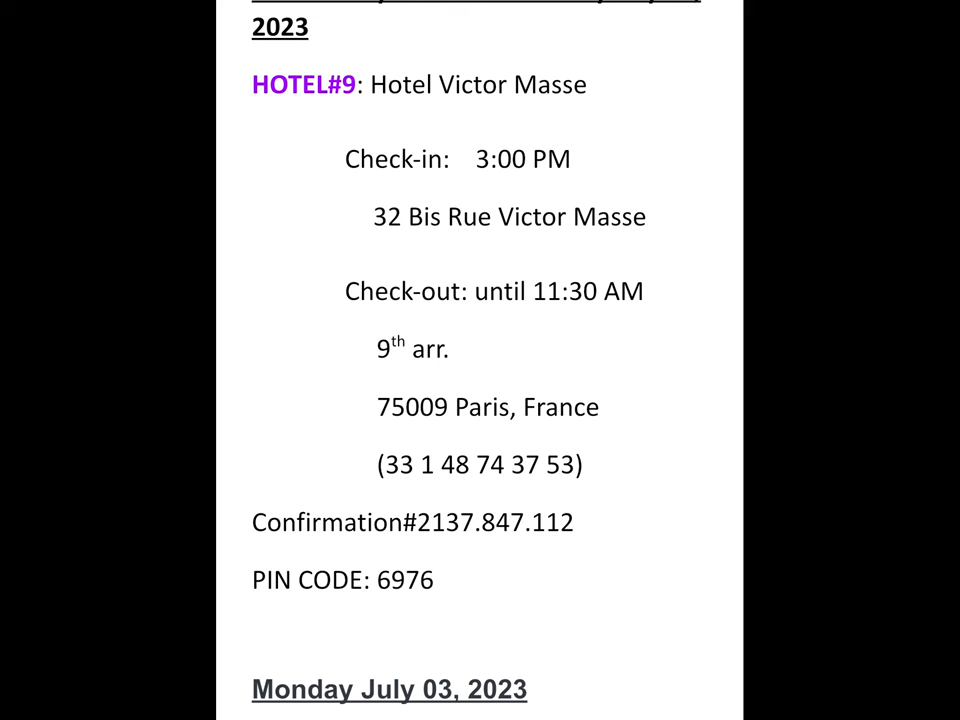 2023
HOTEL#9: Hotel Victor Masse
Check-in: 3:00 PM
32 Bis Rue Victor Masse
Check-out: until 11:30 AM
9th arr.
75009 Paris, France
(33 1 48 74 37 53)
Confirmation#2137.847.112
PIN CODE: 6976
Monday July 03, 2023